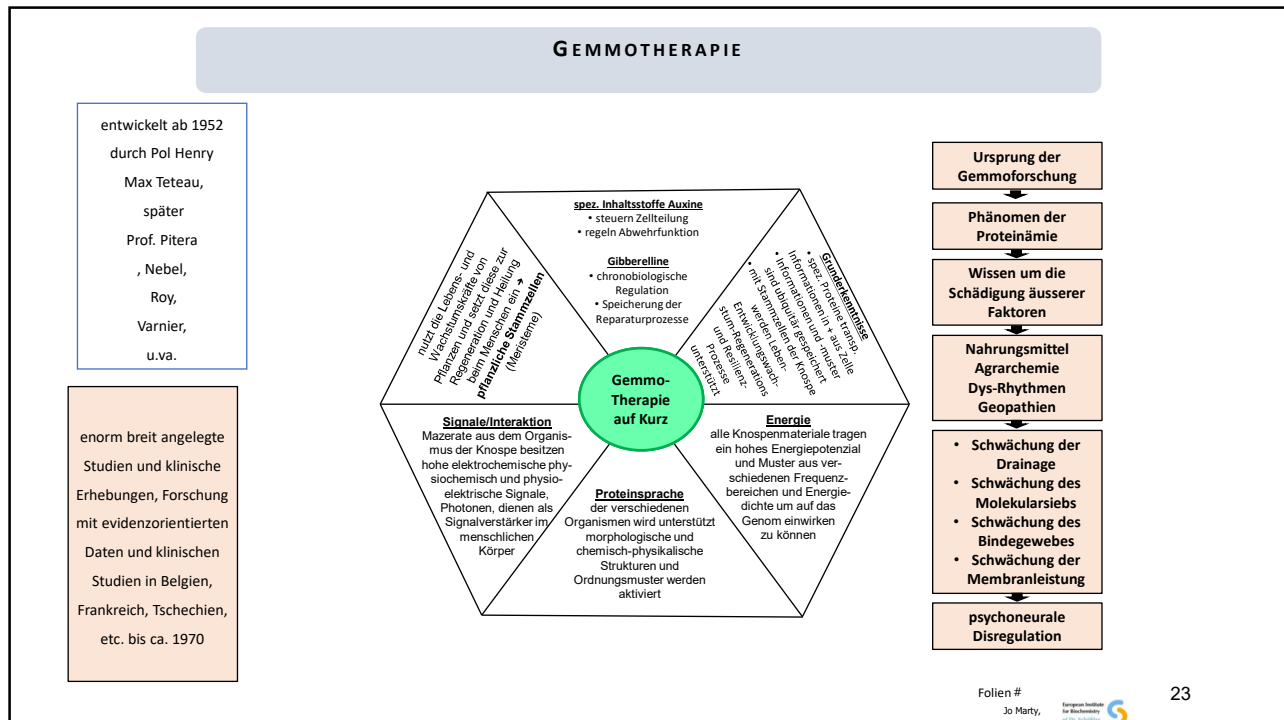 GEMMOTHERAPIE
entwickelt ab 1952
durch Pol Henry
Max Teteau,
später
Prof. Pitera
, Nebel,
Roy,
Varnier,
u.va.
enorm breit angelegte
Studien und klinische
Erhebungen, Forschung
mit evidenzorientierten
Daten und klinischen
Studien in Belgien,
Frankreich, Tschechien,
etc. bis ca. 1970
nutzt die Lebens- und
Wachstumskräfte von
Pflanzen und setzt diese zur
Regeneration und Heilung
beim Menschen ein ➔
pflanzliche Stammzellen
(Meristeme)
spez. Inhaltsstoffe Auxine
• steuern Zellteilung
• regeln Abwehrfunktion
Gibberelline
• chronobiologische
Regulation
• Speicherung der
Reparaturprozesse
Grunderkenntnisse
• spez. Proteine transp.
Informationen in + aus Zelle
• Informationen und -muster
sind ubiquitär gespeichert
• mit Stammzellen der Knospe
werden Leben-
Entwicklungswach-
stum-Regenerations
und Resilienz-
Prozesse
unterstützt
Gemmo-
Therapie
auf Kurz
Signale/Interaktion
Mazerate aus dem Organis-
mus der Knospe besitzen
hohe elektrochemische phy-
siochemisch und physio-
elektrische Signale,
Photonen, dienen als
Signalverstärker im
menschlichen
Körper
Proteinsprache
der verschiedenen
Organismen wird unterstützt
morphologische und
chemisch-physikalische
Strukturen und
Ordnungsmuster werden
aktiviert
Energie
alle Knospenmateriale tragen
ein hohes Energiepotenzial
und Muster aus ver-
schiedenen Frequenz-
bereichen und Energie-
dichte um auf das
Genom einwirken
zu können
Ursprung der
Gemmoforschung
Phänomen der
Proteinämie
Wissen um die
Schädigung äusserer
Faktoren
Nahrungsmittel
Agrarchemie
Dys-Rhythmen
Geopathien
• Schwächung der
Drainage
• Schwächung des
Molekularsiebs
• Schwächung des
Bindegewebes
• Schwächung der
Membranleistung
psychoneurale
Disregulation
Folien #
Jo Marty,
European Institute
for Biochemistry
23